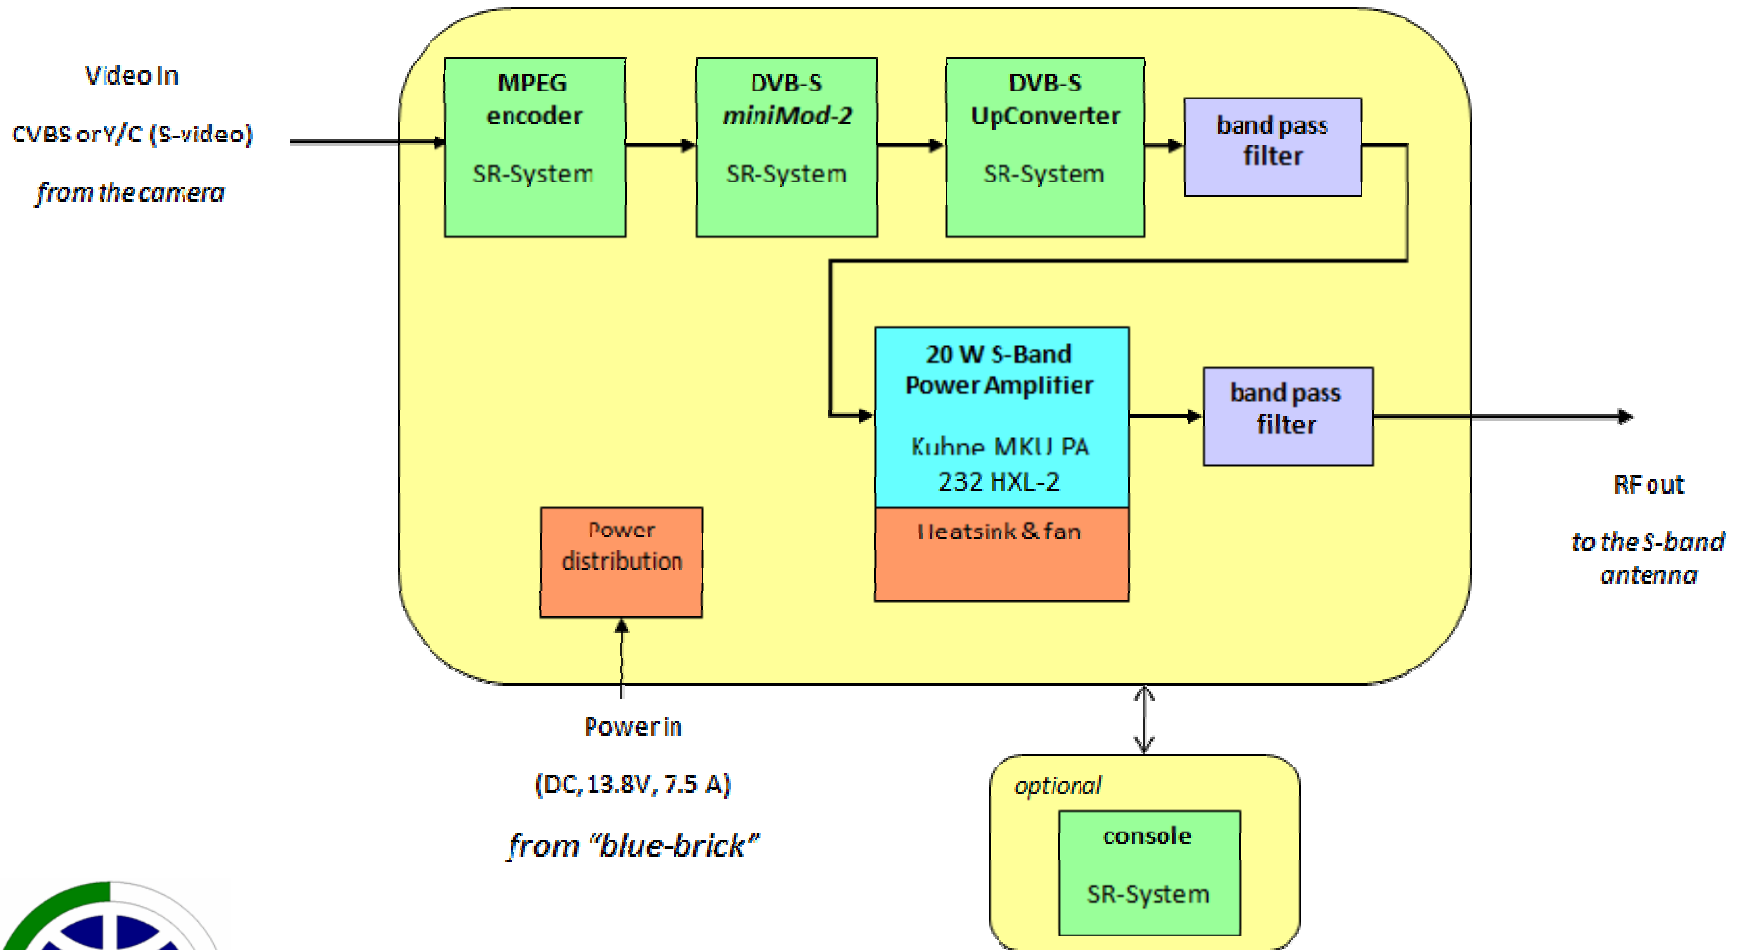 Video In
CVBS or Y/C (S-video)
from the camera
MPEG
encoder
SR-System
DVB-S
miniMod-2
SR-System
DVB-S
UpConverter
SR-System
band pass
filter
20 W S-Band
Power Amplifier
Kuhne MKU PA
232 HXL-2
Heatsink & fan
band pass
filter
RF out
to the S-band
antenna
Power
distribution
Power in
(DC, 13.8V, 7.5 A)
from “blue-brick”
optional
console
SR-System